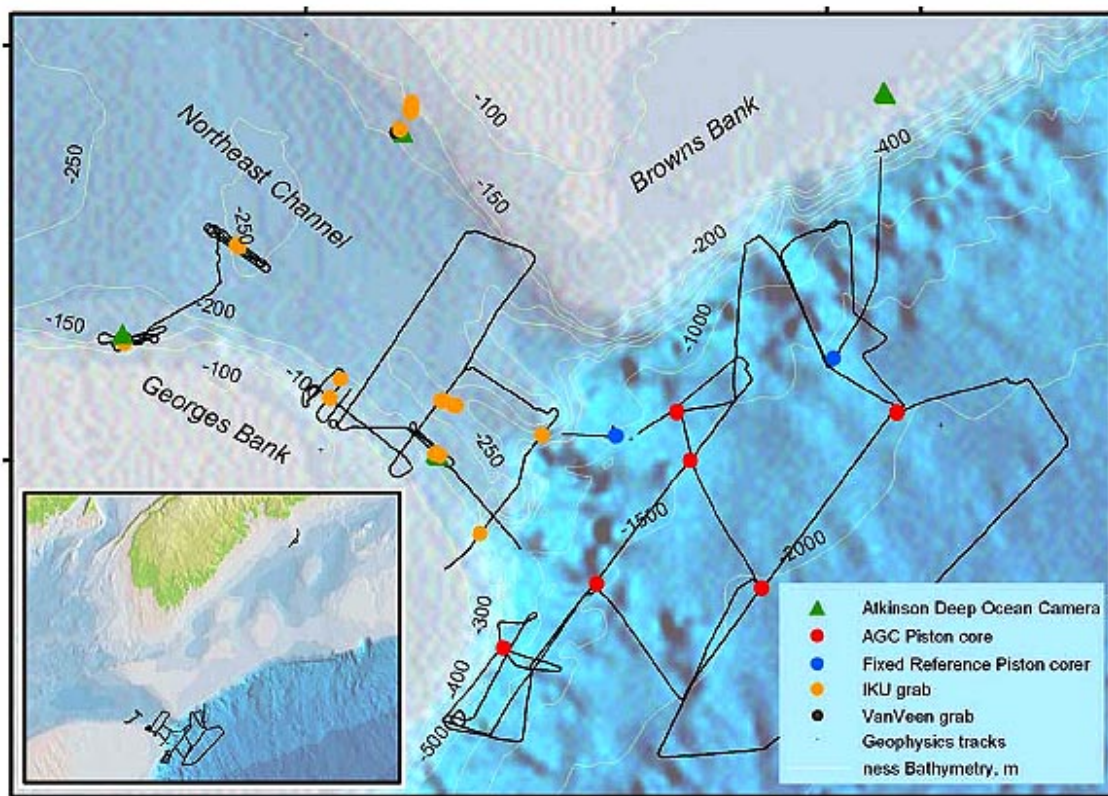 -100
-250
Northeast Channel
Browns Bank
-400
-150
-250
-200
-200
-150
-1000
-100
-100
Georges Bank
-250
-1500
-2000
-300
-400
-5000
Atkinson Deep Ocean Camera
AGC Piston core
Fixed Reference Piston corer
IKU grab
VanVeen grab
Geophysics tracks
ness Bathymetry, m